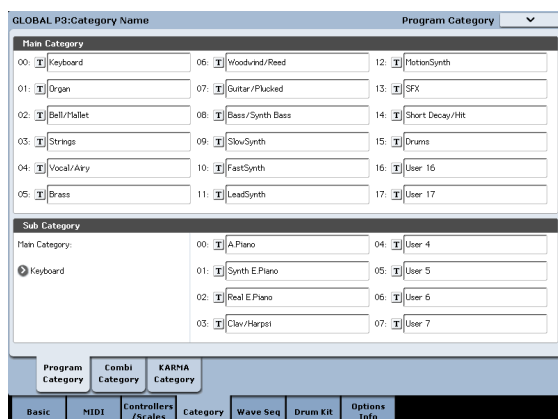 GLOBAL P3:Category Name Program Category
Main Category
00: T Keyboard 06: T Woodwind/Reed 12: T MotionSynth
01: T Organ 07: T Guitar/Plucked 13: T SFX
02: T Bell/Mallet 08: T Bass/Synth Bass 14: T Short Decay/Hit
03: T Strings 09: T SlowSynth 15: T Drums
04: T Vocal/Airy 10: T FastSynth 16: T User 16
05: T Brass 11: T LeadSynth 17: T User 17
Sub Category
Main Category: 00: T A.Piano 04: T User 4
Keyboard 01: T Synth E.Piano 05: T User 5
02: T Real E.Piano 06: T User 6
03: T Clav/Harpsi 07: T User 7
Program Category Combi Category KARMA Category
Basic MIDI Controllers /Scales Category Wave Seq Drum Kit Options Info